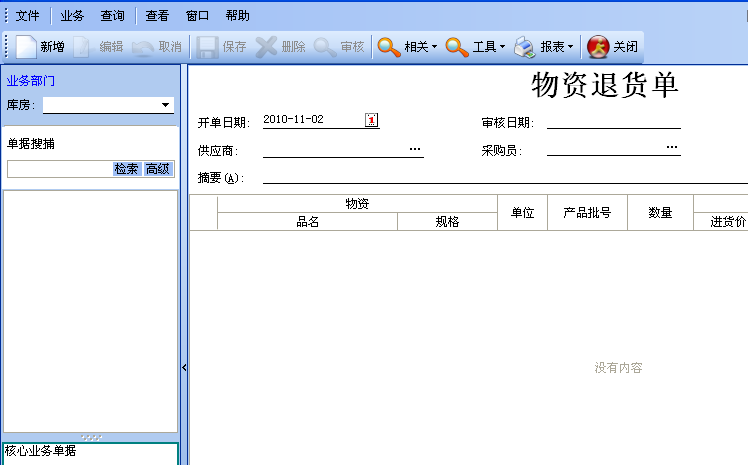 文件 业务 查询 查看 窗口 帮助
新增 编辑 取消 保存 删除 审核 相关 工具 报表 关闭
业务部门
库房:
单据搜捕
检索 高级
核心业务单据
物资退货单
开单日期: 2010-11-02 1 审核日期:
供应商: ... 采购员: ...
摘要(A):
物资 单位 产品批号 数量
品名 规格 进货价
没有内容